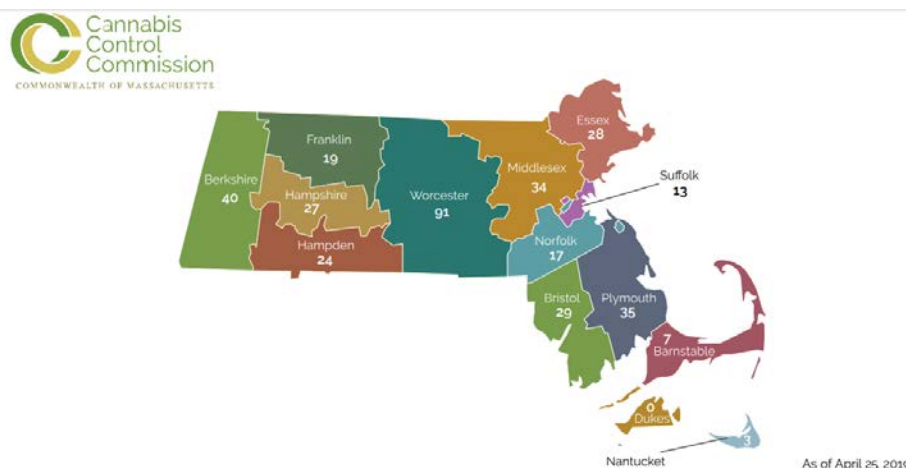 Cannabis
Control
Commission
COMMONWEALTH OF MASSACHUSETTS
Essex
28
Franklin
19
Middlesex
34
Suffolk
13
Berkshire
40
Hampshire
27
Worcester
91
Norfolk
17
Hampden
24
Bristol
29
Plymouth
35
7
Barnstable
0
Dukes
3
Nantucket
As of April 25, 2019